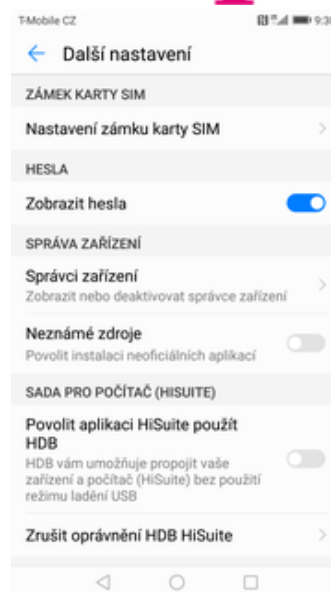 T-Mobile CZ
9:30
Další nastavení
ZÁMEK KARTY SIM
Nastavení zámku karty SIM
HESLA
Zobrazit hesla
SPRÁVA ZAŘÍZENÍ
Správci zařízení
Zobrazit nebo deaktivovat správce zařízení
Neznámé zdroje
Povolit instalaci neoficiálních aplikací
SADA PRO POČÍTAČ (HISUITE)
Povolit aplikaci HiSuite použít
HDB
HDB vám umožňuje propojit vaše
zařízení a počítač (HiSuite) bez použití
režimu ladění USB
Zrušit oprávnění HDB HiSuite